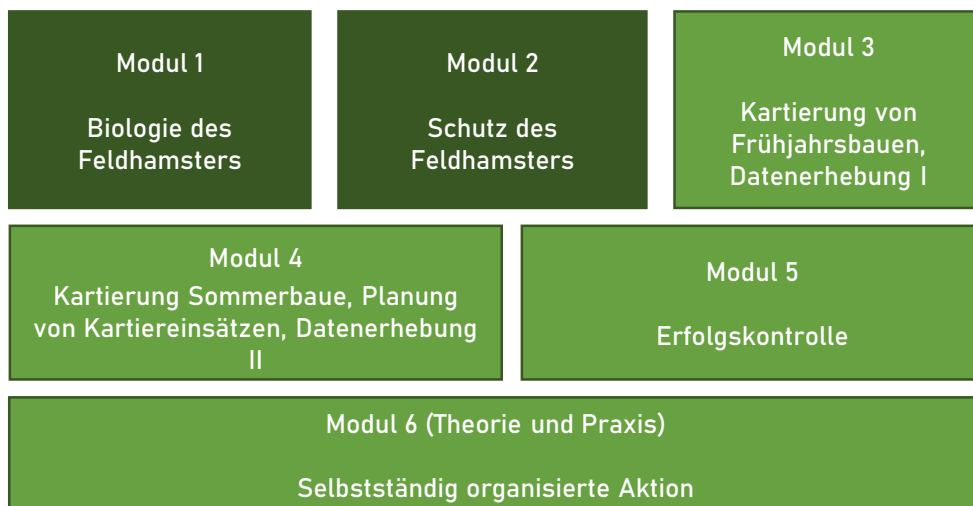 Modul 1
Biologie des
Feldhamsters
Modul 2
Schutz des
Feldhamsters
Modul 3
Kartierung von
Frühjahrsbauen,
Datenerhebung I
Modul 4
Kartierung Sommerbaue, Planung
von Kartiereinsätzen, Datenerhebung
II
Modul 5
Erfolgskontrolle
Modul 6 (Theorie und Praxis)
Selbstständig organisierte Aktion